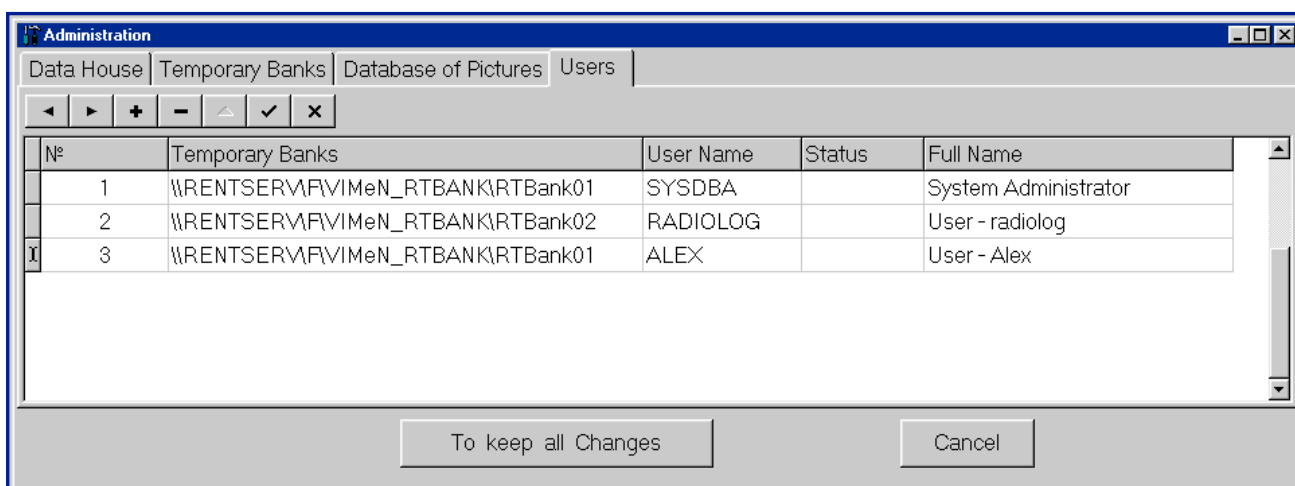 Administration
Data House Temporary Banks Database of Pictures Users
№ Temporary Banks User Name Status Full Name
1 \\RENTSERV\F\VIMeN_RTBANK\RTBank01 SYSDBA System Administrator
2 \\RENTSERV\F\VIMeN_RTBANK\RTBank02 RADIOLOG User - radiolog
3 \\RENTSERV\F\VIMeN_RTBANK\RTBank01 ALEX User - Alex
To keep all Changes Cancel